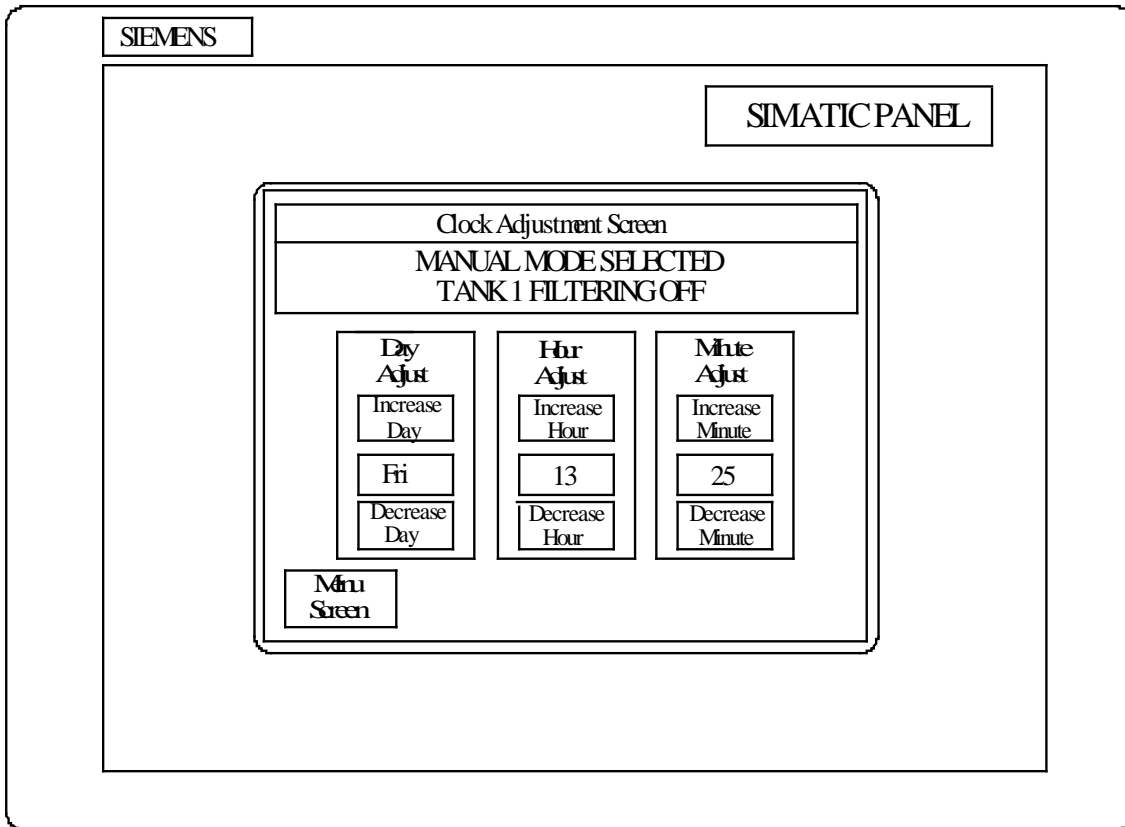 SIEMENS
SIMATIC PANEL
Clock Adjustment Screen
MANUAL MODE SELECTED
TANK 1 FILTERING OFF
Day
Adjust
Increase
Day
Fri
Decrease
Day
Hour
Adjust
Increase
Hour
13
Decrease
Hour
Minute
Adjust
Increase
Minute
25
Decrease
Minute
Menu
Screen